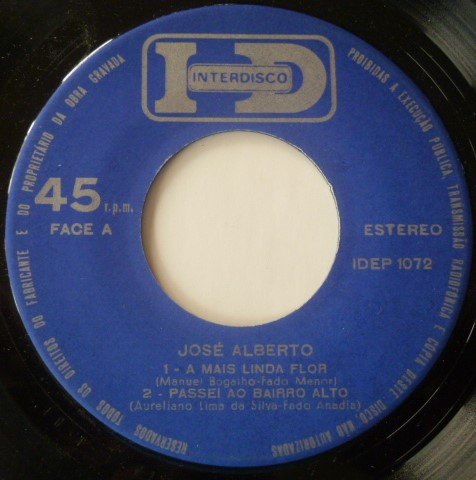 ID
INTERDISCO
45 r.p.m.
FACE A
ESTEREO
IDEP 1072
JOSÉ ALBERTO
1 - A MAIS LINDA FLOR
(Manuel Bogalho-Fado Menor)
2 - PASSEI AO BAIRRO ALTO
(Aureliano Lima da Silva-Fado Anadia)
RESERVADOS TODOS OS DIREITOS DO FABRICANTE E DO PROPRIETÁRIO DA OBRA GRAVADA
PROIBIDAS A EXECUÇÃO PÚBLICA, TRANSMISSÃO RADIOFÓNICA E CÓPIA DESTE DISCO NÃO AUTORIZADAS